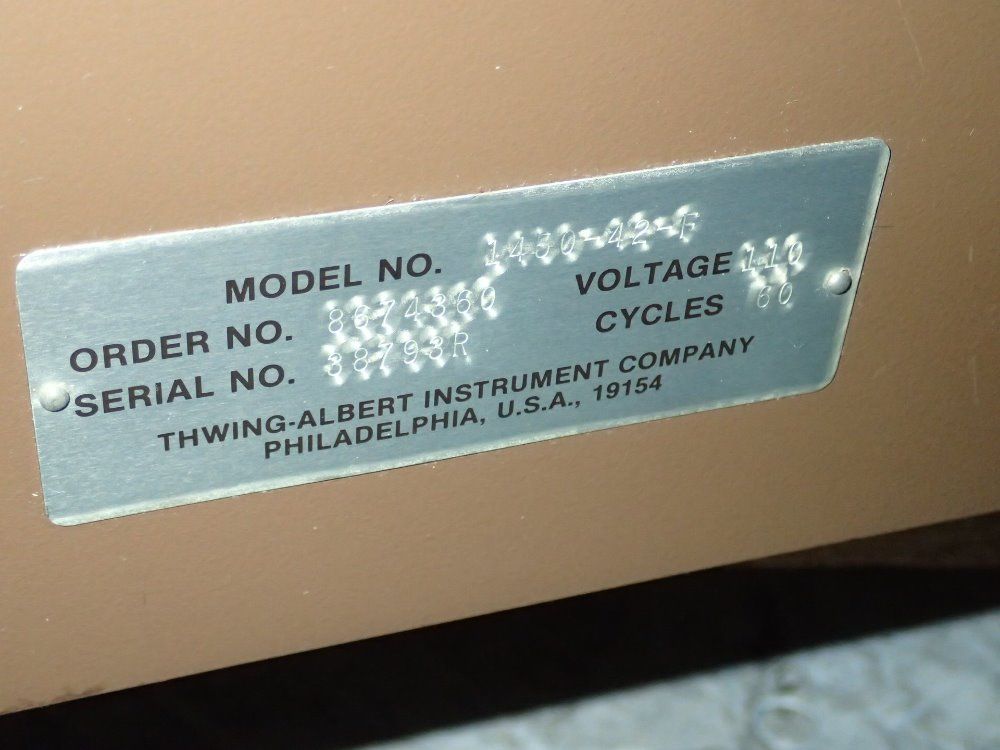 MODEL NO. 1450-42-F
ORDER NO. 8674360 VOLTAGE 110
SERIAL NO. 38793R CYCLES 60
THWING-ALBERT INSTRUMENT COMPANY
PHILADELPHIA, U.S.A., 19154